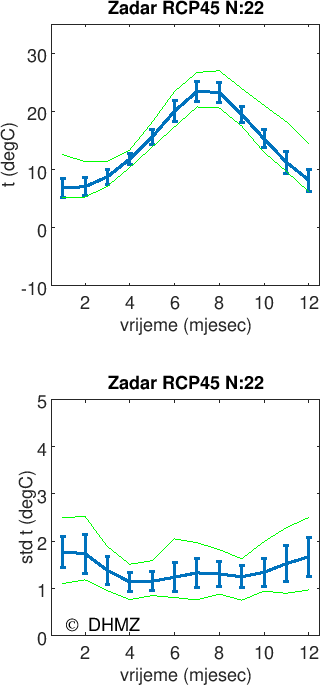 Zadar RCP45 N:22
30
20
10
0
-10
t (degC)
2 4 6 8 10 12
vrijeme (mjesec)
Zadar RCP45 N:22
5
4
3
2
1
0
std t (degC)
© DHMZ
2 4 6 8 10 12
vrijeme (mjesec)